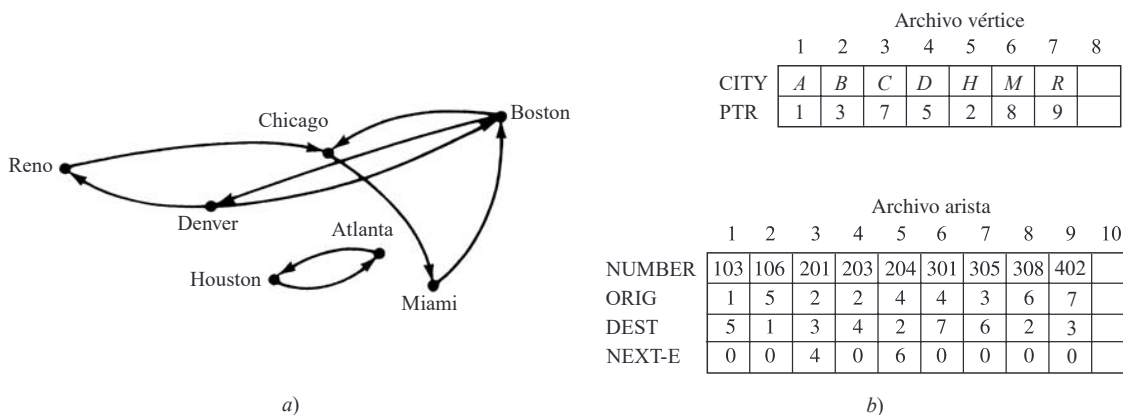 Chicago
Boston
Reno
Denver
Atlanta
Houston
Miami
a)
Archivo vértice
1 2 3 4 5 6 7 8
CITY A B C D H M R
PTR 1 3 7 5 2 8 9
Archivo arista
1 2 3 4 5 6 7 8 9 10
NUMBER 103 106 201 203 204 301 305 308 402
ORIG 1 5 2 2 4 4 3 6 7
DEST 5 1 3 4 2 7 6 2 3
NEXT-E 0 0 4 0 6 0 0 0 0
b)